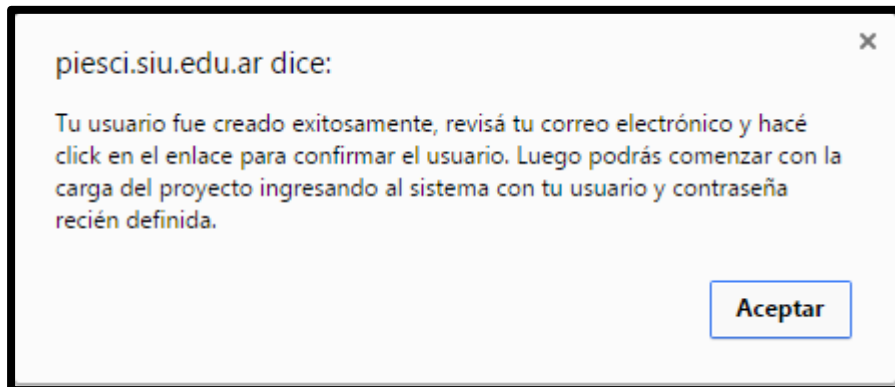 piesci.siu.edu.ar dice:
Tu usuario fue creado exitosamente, revisá tu correo electrónico y hacé
click en el enlace para confirmar el usuario. Luego podrás comenzar con la
carga del proyecto ingresando al sistema con tu usuario y contraseña
recién definida.
Aceptar